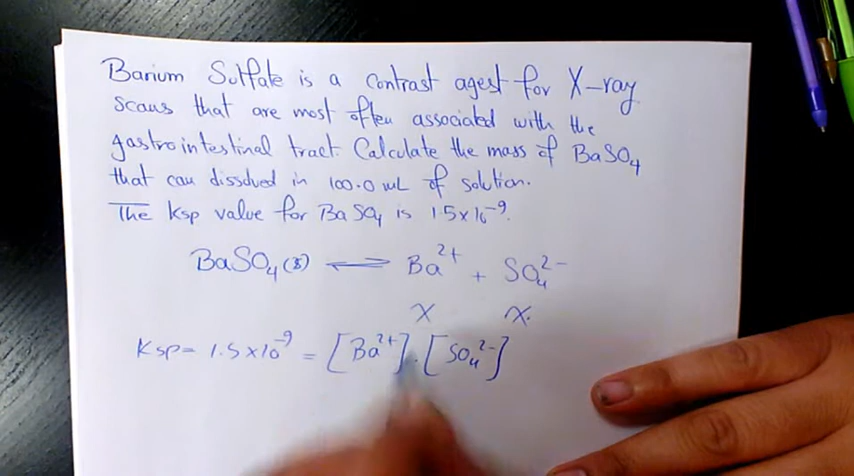 Barium Sulfate is a contrast agent for X-ray
scans that are most often associated with the
gastrointestinal tract. Calculate the mass of BaSO₄
that can dissolved in 100.0 mL of solution.
The Ksp value for BaSO₄ is 1.5x10⁻⁹.
BaSO₄(s) ⇌ Ba²⁺ + SO₄²⁻
x x.
Ksp = 1.5x10⁻⁹ = [Ba²⁺].[SO₄²⁻]